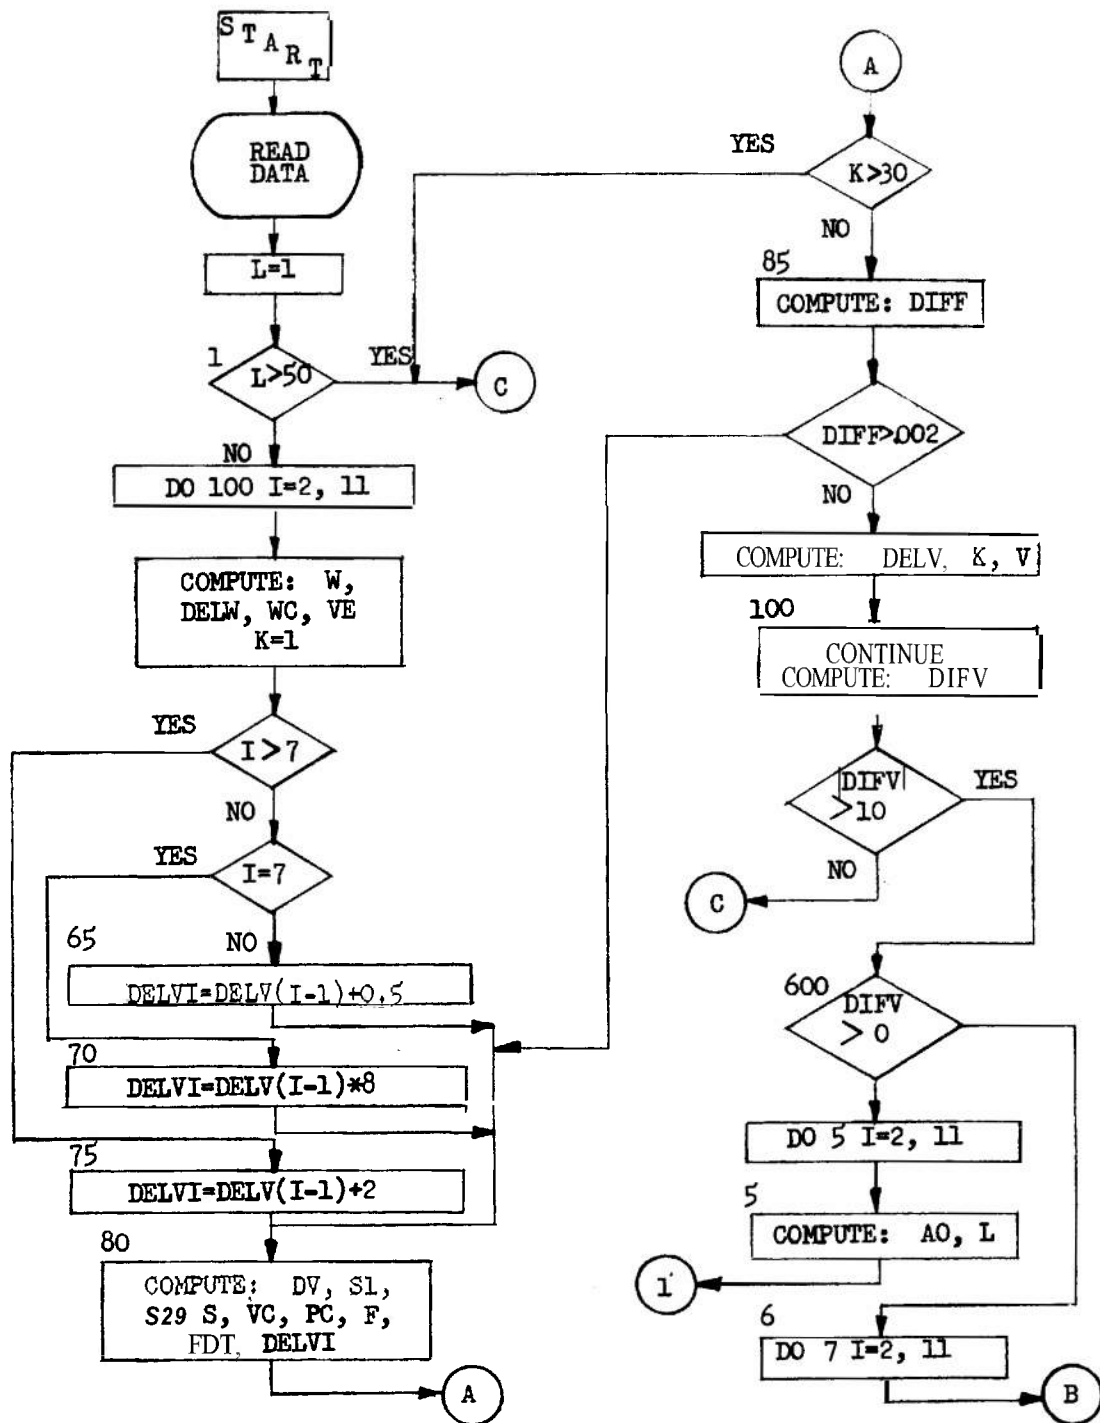 START
READ
DATA
L=1
1
L>50
YES
C
NO
DO 100 I=2, 11
COMPUTE: W,
DELW, WC, VE
K=1
YES
I>7
NO
YES
I=7
NO
65
DELVI=DELV(I-1)+0.5
70
DELVI=DELV(I-1)*8
75
DELVI=DELV(I-1)+2
80
COMPUTE: DV, S1,
S29 S, VC, PC, F,
FDT, DELVI
A
A
YES
K>30
NO
85
COMPUTE: DIFF
DIFF>.002
NO
COMPUTE: DELV, K, V
100
CONTINUE
COMPUTE: DIFV
|DIFV|
>10
YES
NO
C
600
DIFV
>0
DO 5 I=2, 11
5
COMPUTE: AO, L
1
6
DO 7 I=2, 11
B